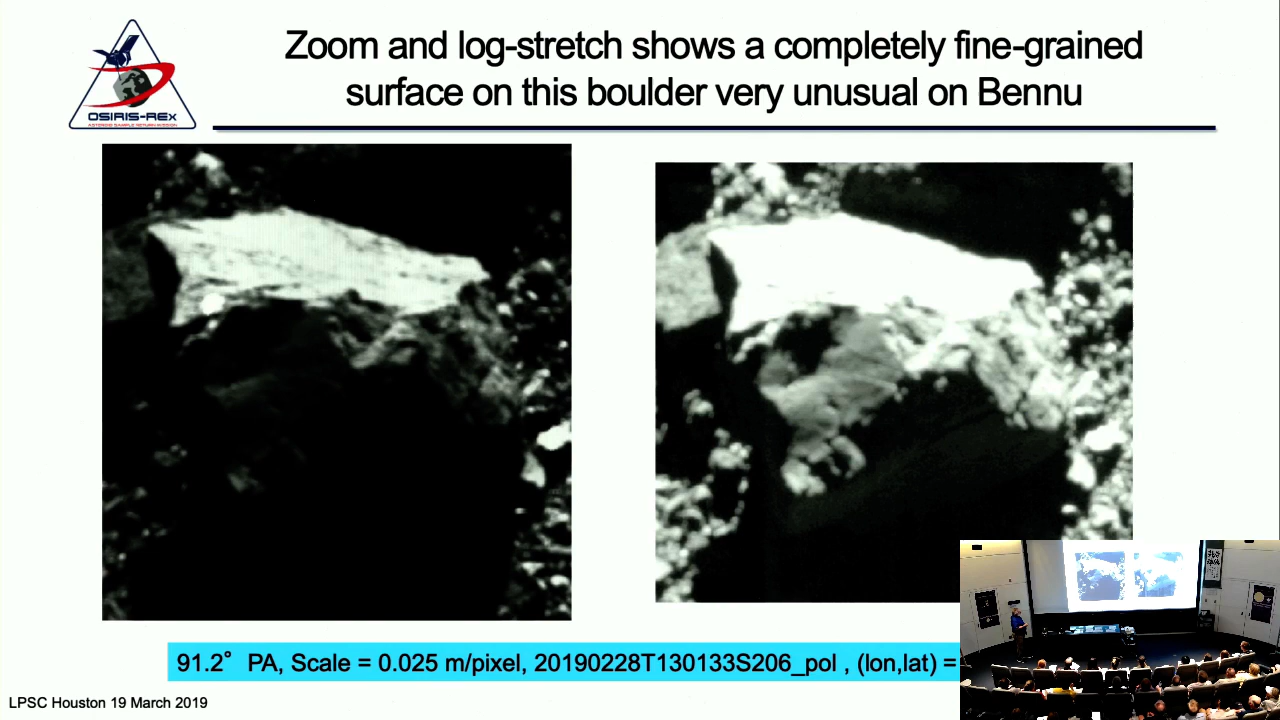 Zoom and log-stretch shows a completely fine-grained
surface on this boulder very unusual on Bennu
OSIRIS-REx
ASTEROID SAMPLE RETURN MISSION
91.2° PA, Scale = 0.025 m/pixel, 20190228T130133S206_pol , (lon,lat) =
LPSC Houston 19 March 2019